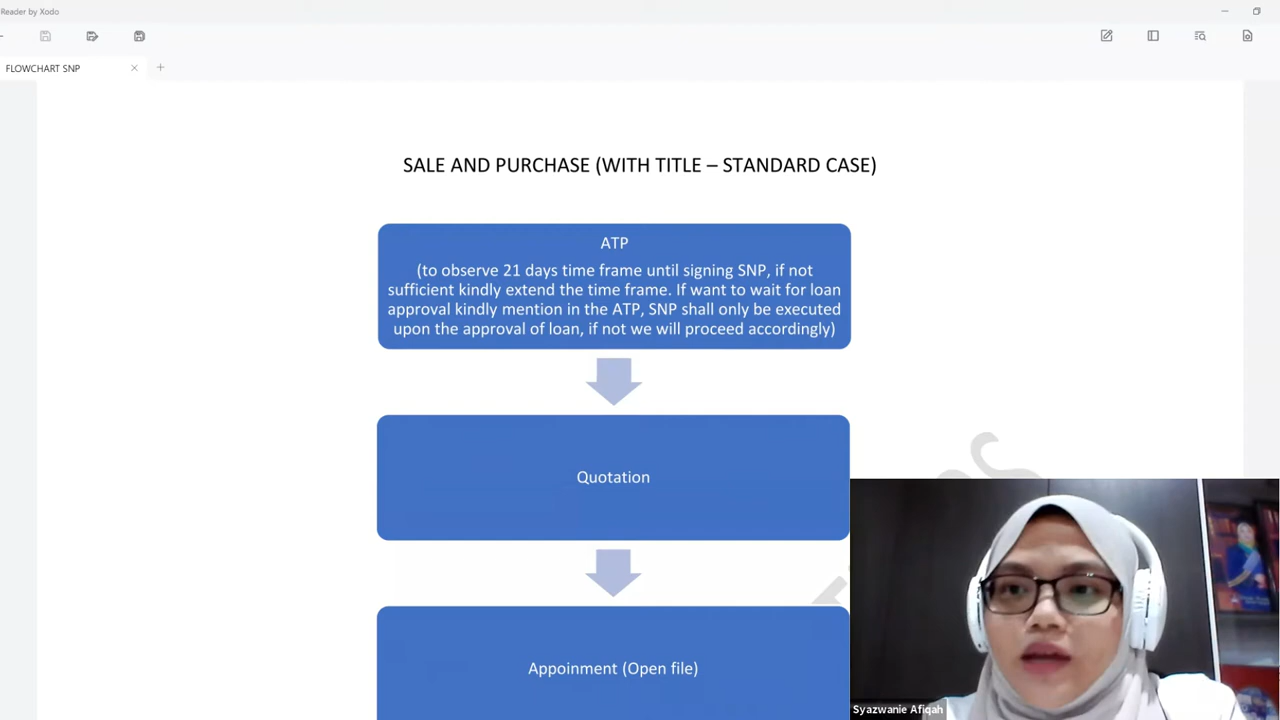 Reader by Xodo
FLOWCHART SNP
SALE AND PURCHASE (WITH TITLE – STANDARD CASE)
ATP
(to observe 21 days time frame until signing SNP, if not
sufficient kindly extend the time frame. If want to wait for loan
approval kindly mention in the ATP, SNP shall only be executed
upon the approval of loan, if not we will proceed accordingly)
Quotation
Appoinment (Open file)
Syazwanie Afiqah